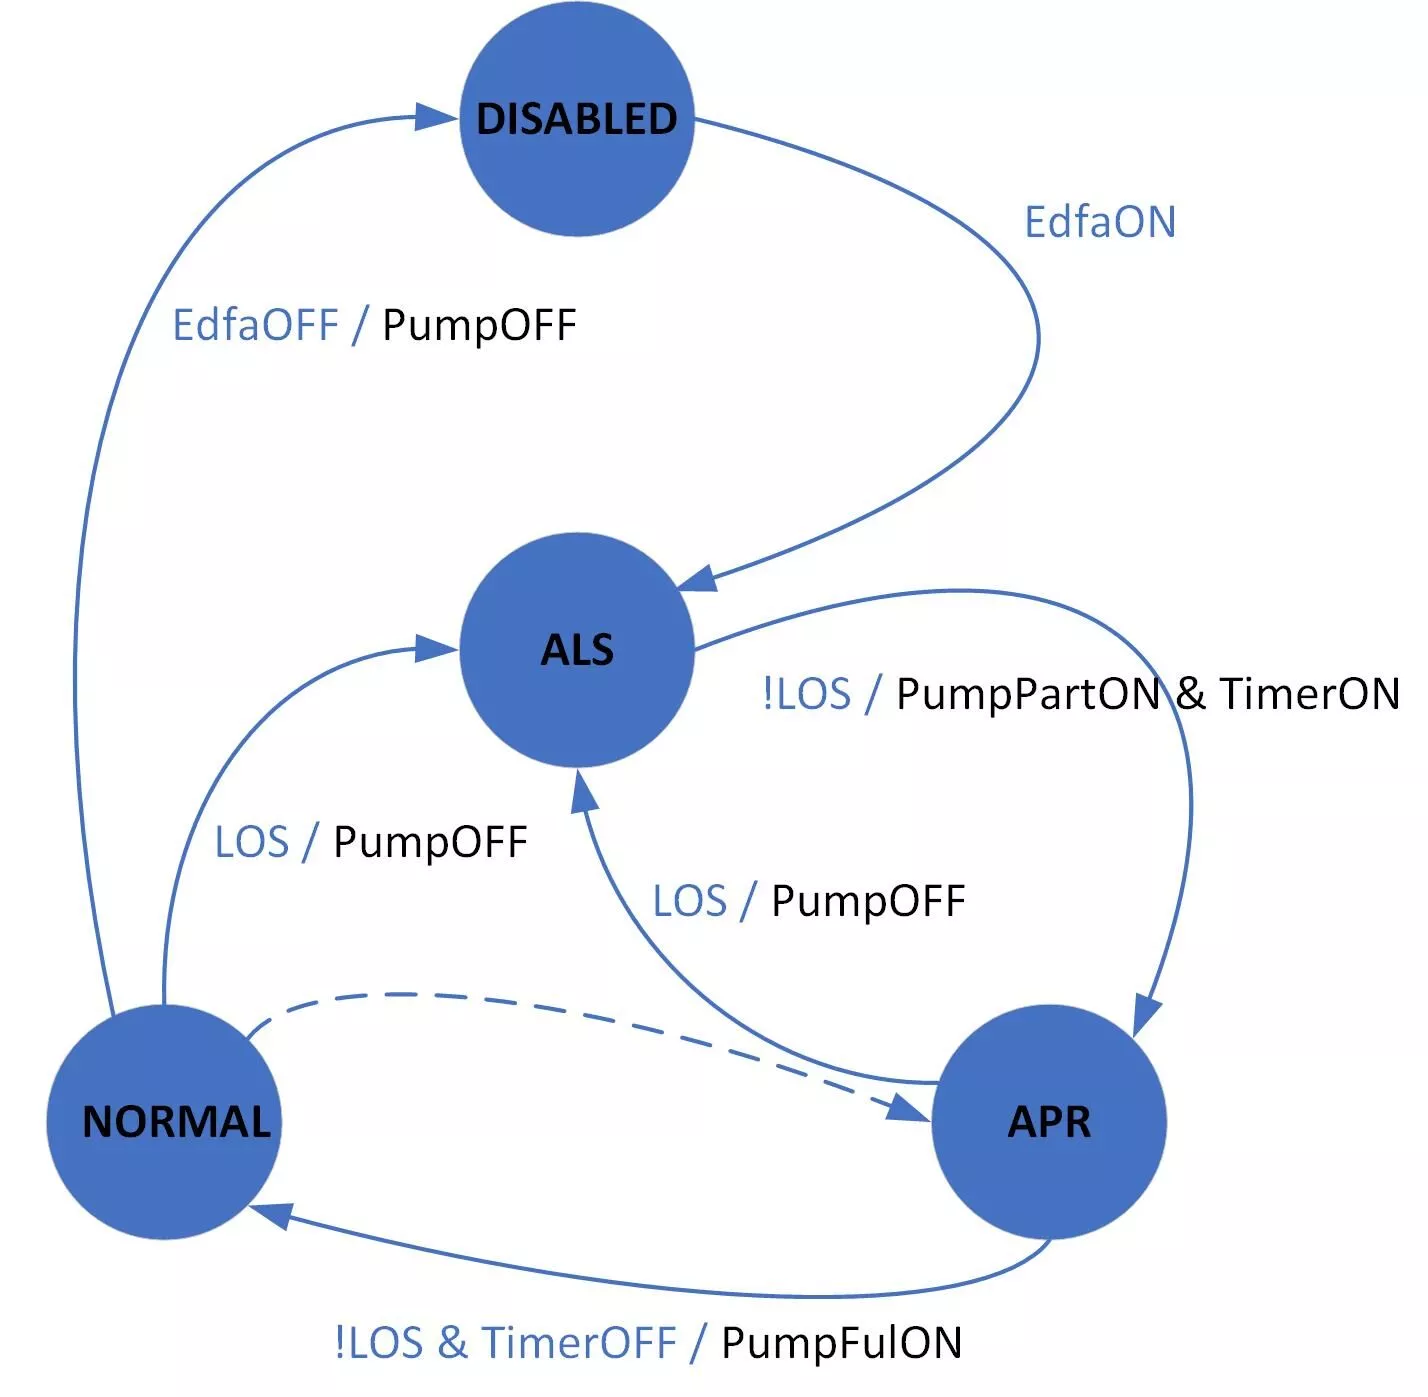 DISABLED
EdfaON
EdfaOFF / PumpOFF
ALS
!LOS / PumpPartON & TimerON
LOS / PumpOFF
LOS / PumpOFF
NORMAL
APR
!LOS & TimerOFF / PumpFulON